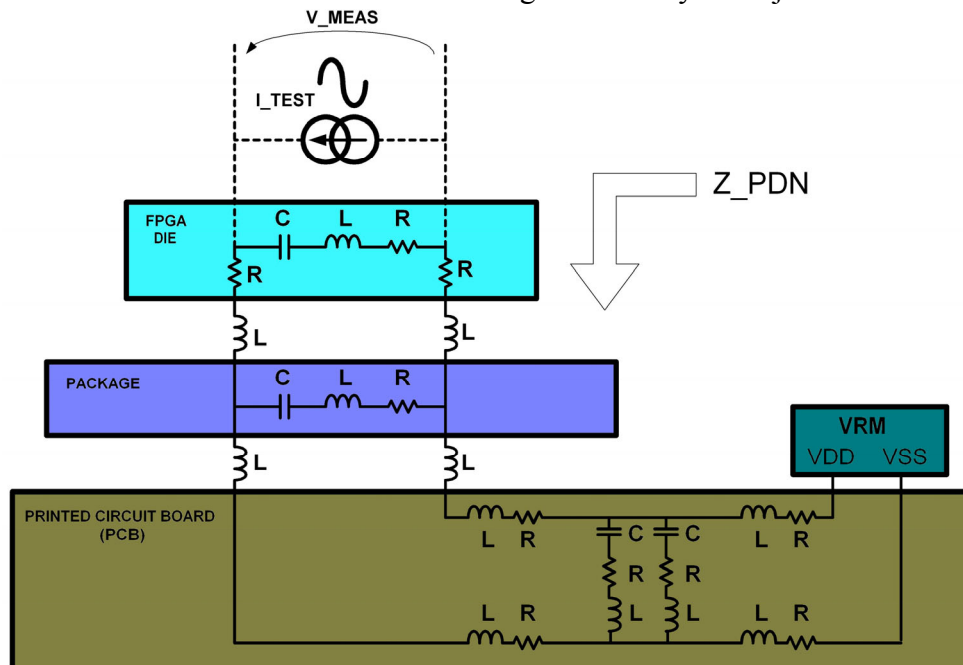 V_MEAS
I_TEST
Z_PDN
FPGA
DIE
C L R
R R
L L
PACKAGE
C L R
L L
VRM
VDD VSS
PRINTED CIRCUIT BOARD
(PCB)
L R C C L R
R R
L R L L L R